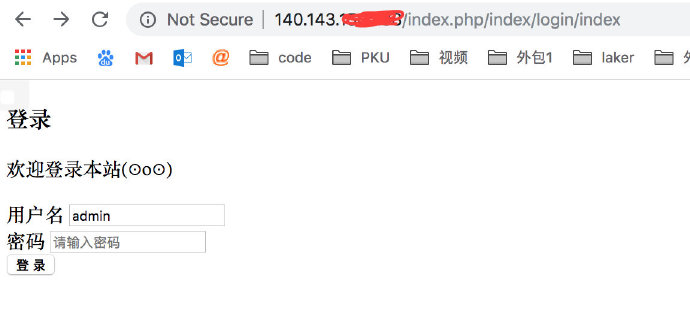 Not Secure | 140.143.1 /index.php/index/login/index
Apps code PKU 视频 外包1 laker
登录
欢迎登录本站(⊙o⊙)
用户名 admin
密码 请输入密码
登 录